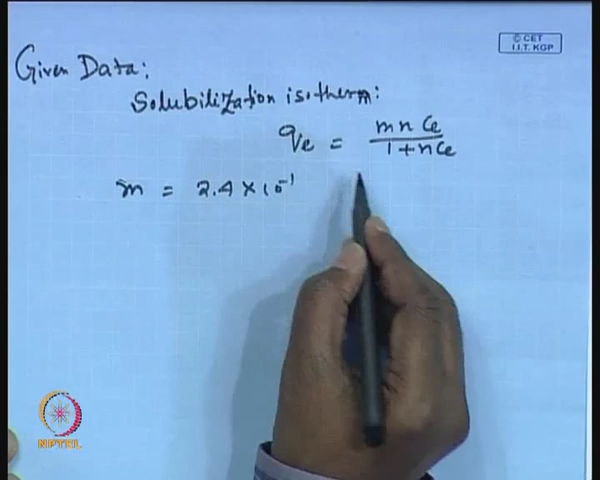 © CET
I.I.T. KGP
Given Data:
Solubilization isotherm:
qe = mnCe / 1+nCe
m = 2.4 × 10⁻¹
NPTEL